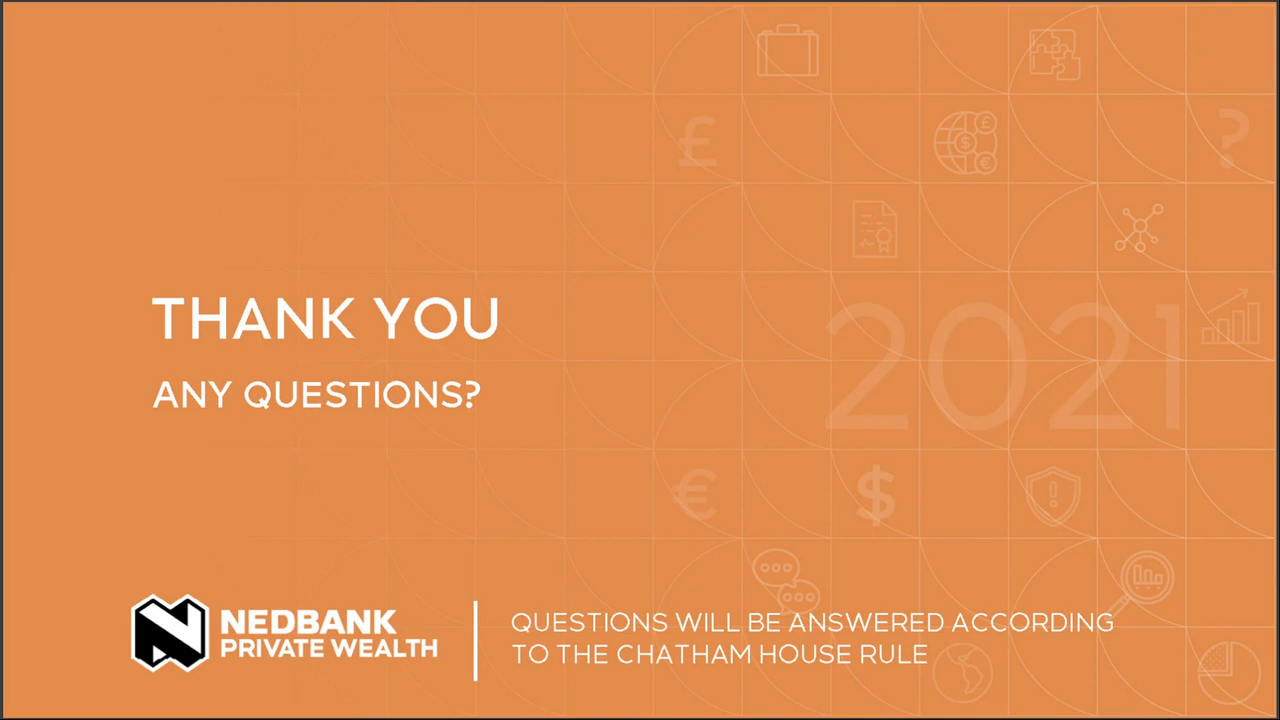 £
$
£
€
?
2021
THANK YOU
ANY QUESTIONS?
€
$
!
NEDBANK
PRIVATE WEALTH
QUESTIONS WILL BE ANSWERED ACCORDING
TO THE CHATHAM HOUSE RULE